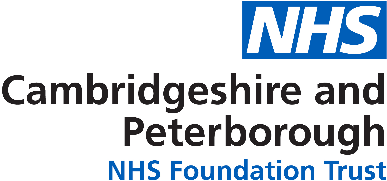 NHS
Cambridgeshire and
Peterborough
NHS Foundation Trust